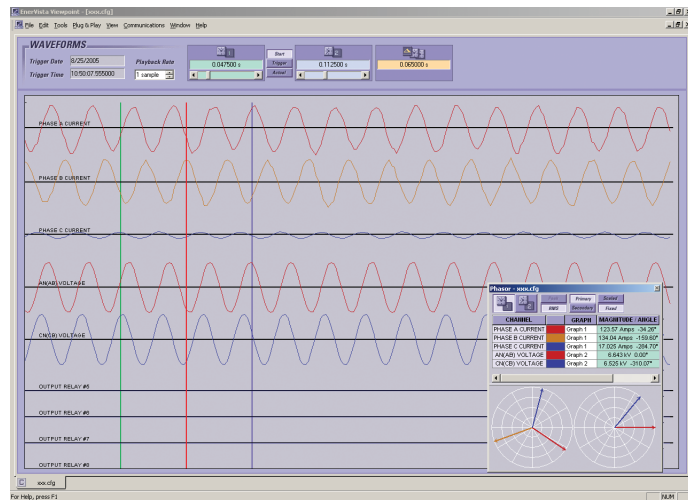 EnerVista Viewpoint - [xxx.cfg]
File Edit Tools Plug & Play View Communications Window Help
WAVEFORMS
Trigger Date 8/25/2005
Trigger Time 10:50:07.555000
Playback Rate
1 sample
0.047500 s
Start
Trigger
Actual
0.112500 s
0.065000 s
PHASE A CURRENT
PHASE B CURRENT
PHASE C CURRENT
AN(AB) VOLTAGE
CN(CB) VOLTAGE
OUTPUT RELAY #5
OUTPUT RELAY #6
OUTPUT RELAY #7
OUTPUT RELAY #8
Phasor - xxx.cfg
Primary Scaled
RMS Secondary Fixed
CHANNEL GRAPH MAGNITUDE / ANGLE
PHASE A CURRENT Graph 1 123.57 Amps -34.26°
PHASE B CURRENT Graph 1 134.04 Amps -159.60°
PHASE C CURRENT Graph 1 17.025 Amps -284.70°
AN(AB) VOLTAGE Graph 2 6.643 kV 0.00°
CN(CB) VOLTAGE Graph 2 6.525 kV -310.07°
C xxx.cfg
For Help, press F1
NUM